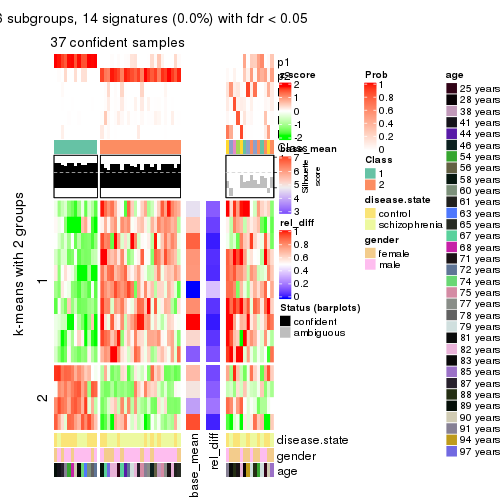 6 subgroups, 14 signatures (0.0%) with fdr < 0.05
37 confident samples
k-means with 2 groups
1
2
p1
p2
Class
base_mean
rel_diff
Silhouette
score
disease.state
gender
age
z-score
2
1
0
-1
-2
base_mean
7
6
5
4
3
rel_diff
1
0.8
0.6
0.4
0.2
0
Status (barplots)
confident
ambiguous
Prob
1
0.8
0.6
0.4
0.2
0
Class
1
2
disease.state
control
schizophrenia
gender
female
male
age
25 years
28 years
38 years
41 years
44 years
46 years
54 years
56 years
58 years
60 years
61 years
63 years
65 years
67 years
68 years
71 years
72 years
74 years
75 years
77 years
78 years
79 years
81 years
82 years
83 years
85 years
87 years
88 years
89 years
90 years
91 years
94 years
97 years